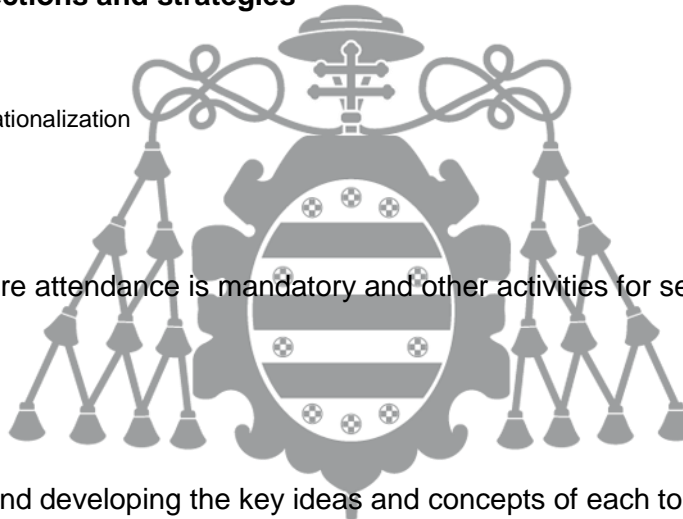 ctions and strategies
ationalization
re attendance is mandatory and other activities for se
nd developing the key ideas and concepts of each to